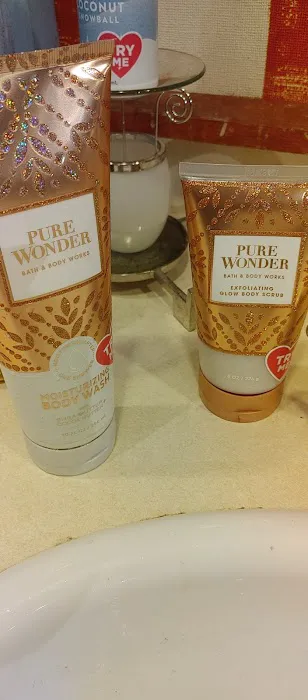 COCONUT
SNOWBALL
TRY
ME
PURE
WONDER
BATH & BODY WORKS
MOISTURIZING
BODY WASH
PURE
WONDER
BATH & BODY WORKS
EXFOLIATING
GLOW BODY SCRUB
TRY
ME